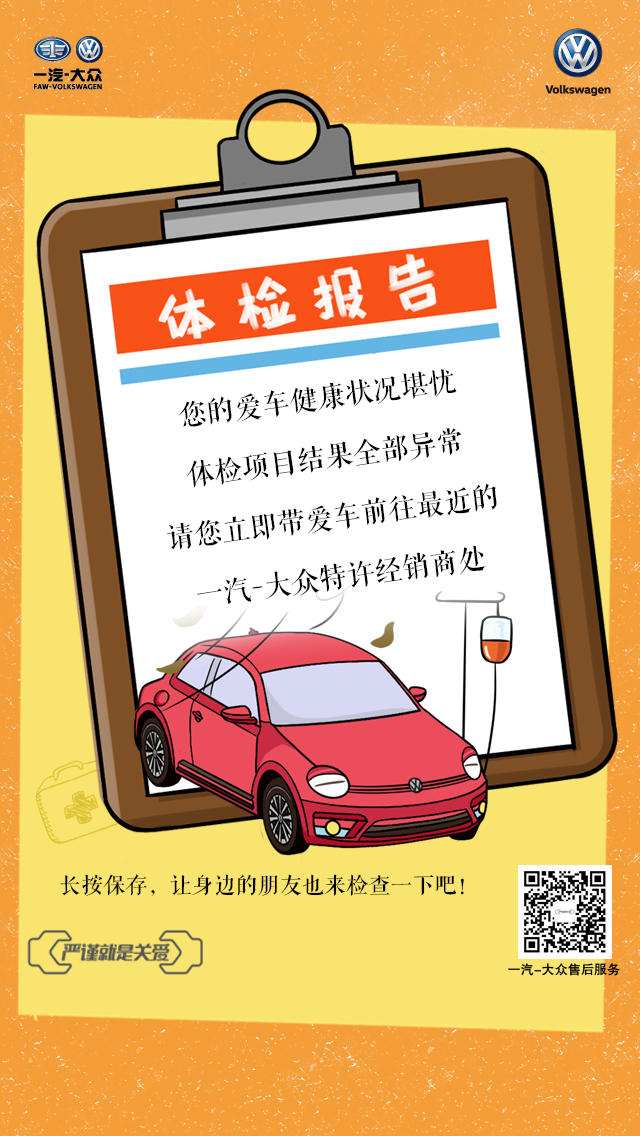 一汽-大众
FAW-VOLKSWAGEN
Volkswagen
体检报告
您的爱车健康状况堪忧
体检项目结果全部异常
请您立即带爱车前往最近的
一汽-大众特许经销商处
长按保存，让身边的朋友也来检查一下吧！
严谨就是关爱
一汽-大众售后服务